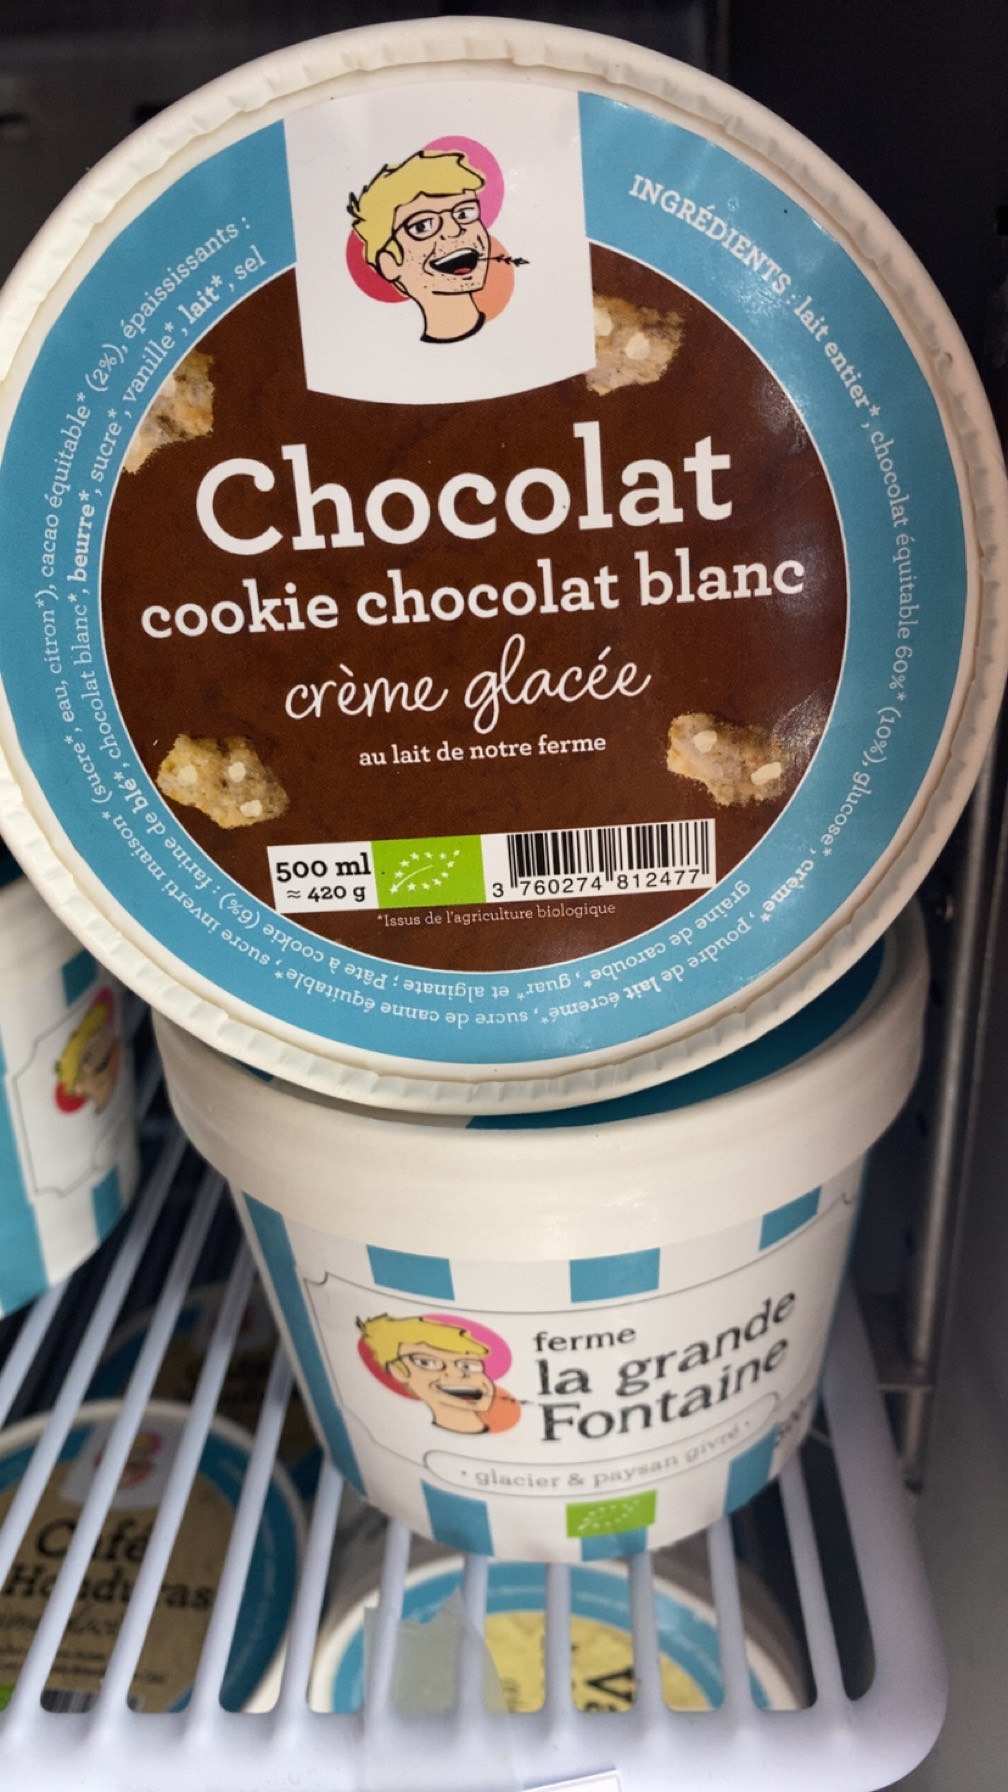 INGRÉDIENTS : lait entier*, chocolat équitable 60%* (10%), glucose*, crème*, poudre de lait écrémé*, sucre de canne équitable*, sucre inverti maison* (sucre*, eau, citron*), cacao équitable* (2%), épaississants :
graine de caroube*, guar* et alginate ; Pâte à cookie (6%) : farine de blé*, chocolat blanc*, beurre*, sucre*, vanille*, lait*, sel
Chocolat
cookie chocolat blanc
crème glacée
au lait de notre ferme
500 ml
≈ 420 g
3 760274 812477
*Issus de l'agriculture biologique
ferme
la grande
Fontaine
• glacier & paysan givré •
Café
Honduras